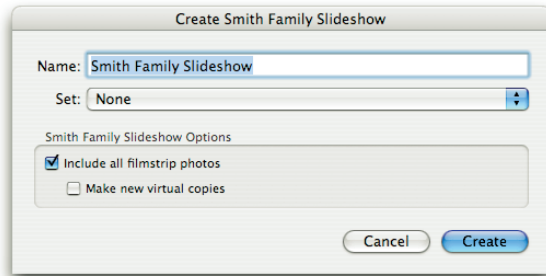 Create Smith Family Slideshow
Name: Smith Family Slideshow
Set: None
Smith Family Slideshow Options
Include all filmstrip photos
Make new virtual copies
Cancel Create